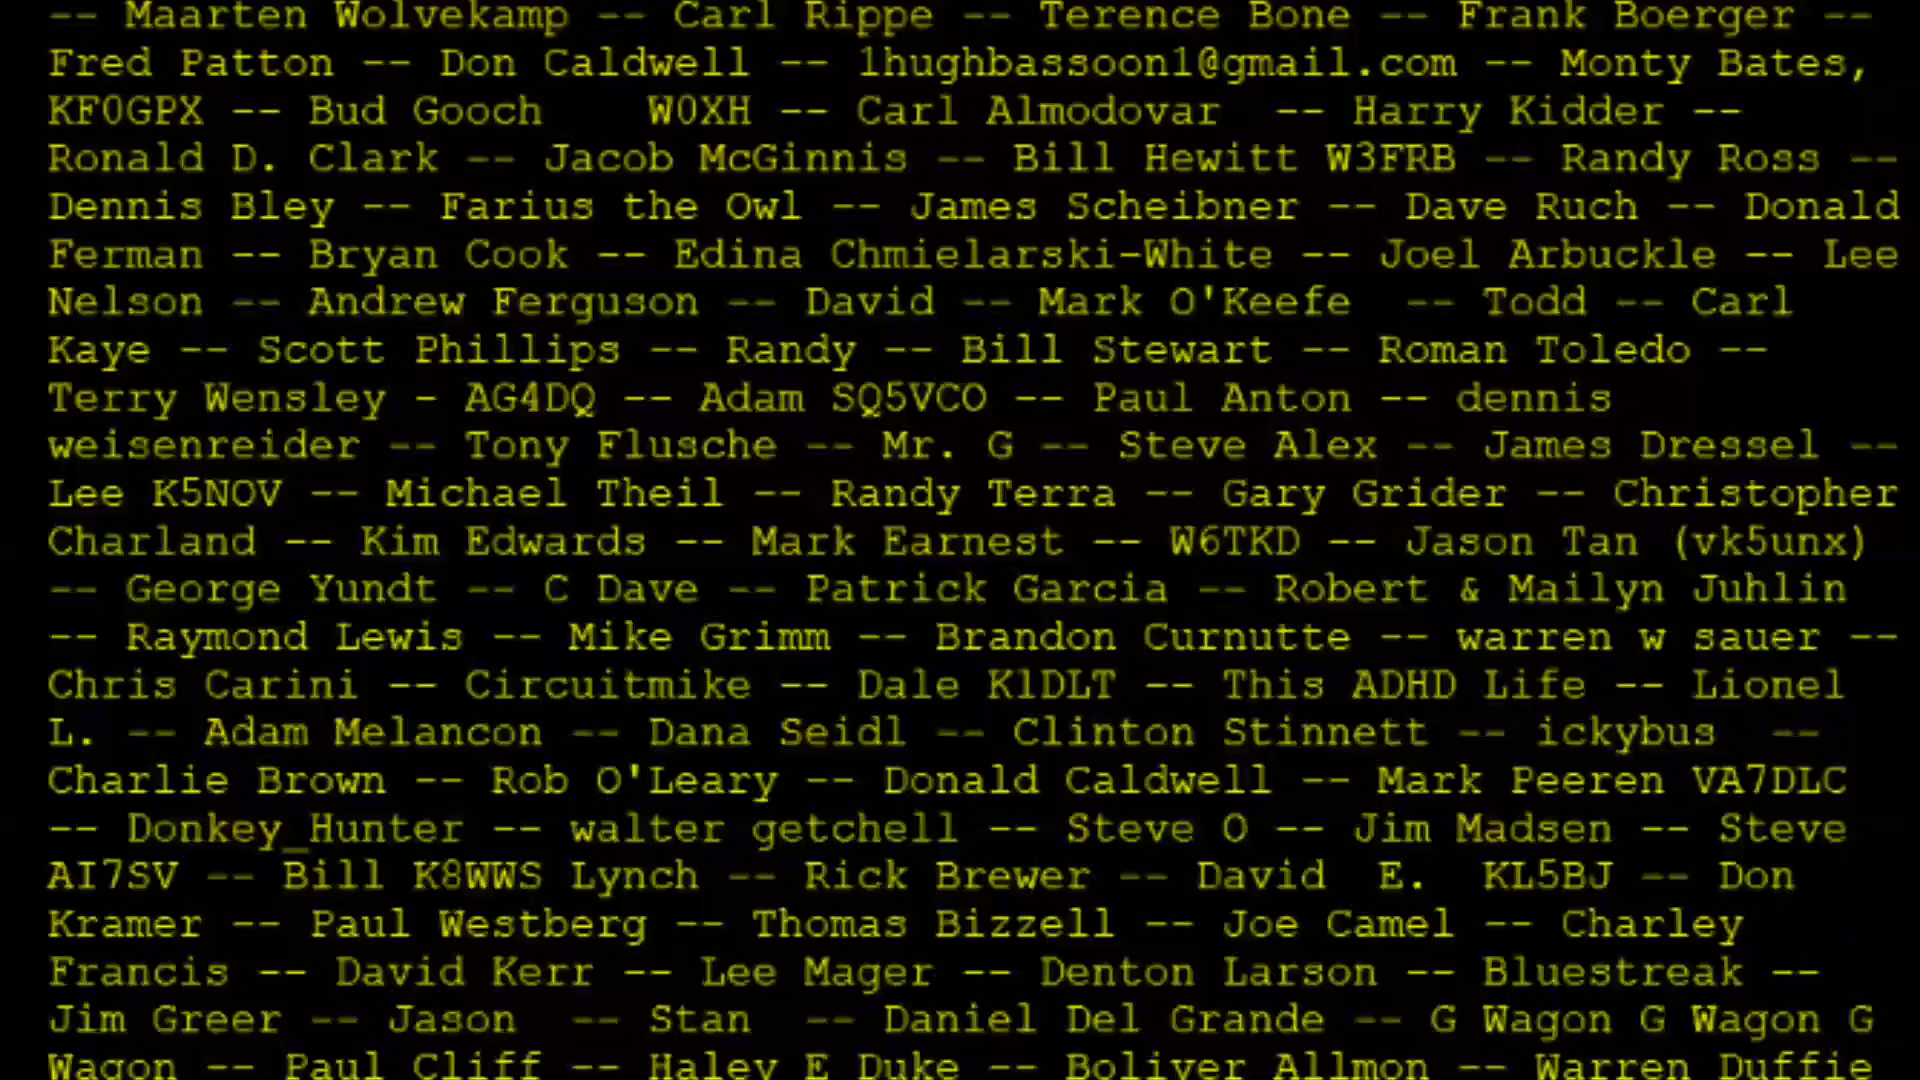 -- Maarten Wolvekamp -- Carl Rippe -- Terence Bone -- Frank Boerger --
Fred Patton -- Don Caldwell -- 1hughbassoon1@gmail.com -- Monty Bates,
KF0GPX -- Bud Gooch    W0XH -- Carl Almodovar  -- Harry Kidder --
Ronald D. Clark -- Jacob McGinnis -- Bill Hewitt W3FRB -- Randy Ross --
Dennis Bley -- Farius the Owl -- James Scheibner -- Dave Ruch -- Donald
Ferman -- Bryan Cook -- Edina Chmielarski-White -- Joel Arbuckle -- Lee
Nelson -- Andrew Ferguson -- David -- Mark O'Keefe  -- Todd -- Carl
Kaye -- Scott Phillips -- Randy -- Bill Stewart -- Roman Toledo --
Terry Wensley - AG4DQ -- Adam SQ5VCO -- Paul Anton -- dennis
weisenreider -- Tony Flusche -- Mr. G -- Steve Alex -- James Dressel --
Lee K5NOV -- Michael Theil -- Randy Terra -- Gary Grider -- Christopher
Charland -- Kim Edwards -- Mark Earnest -- W6TKD -- Jason Tan (vk5unx)
-- George Yundt -- C Dave -- Patrick Garcia -- Robert & Mailyn Juhlin
-- Raymond Lewis -- Mike Grimm -- Brandon Curnutte -- warren w sauer --
Chris Carini -- Circuitmike -- Dale K1DLT -- This ADHD Life -- Lionel
L. -- Adam Melancon -- Dana Seidl -- Clinton Stinnett -- ickybus  --
Charlie Brown -- Rob O'Leary -- Donald Caldwell -- Mark Peeren VA7DLC
-- Donkey_Hunter -- walter getchell -- Steve O -- Jim Madsen -- Steve
AI7SV -- Bill K8WWS Lynch -- Rick Brewer -- David  E.  KL5BJ -- Don
Kramer -- Paul Westberg -- Thomas Bizzell -- Joe Camel -- Charley
Francis -- David Kerr -- Lee Mager -- Denton Larson -- Bluestreak --
Jim Greer -- Jason  -- Stan  -- Daniel Del Grande -- G Wagon G Wagon G
Wagon -- Paul Cliff -- Haley E Duke -- Boliver Allmon -- Warren Duffie